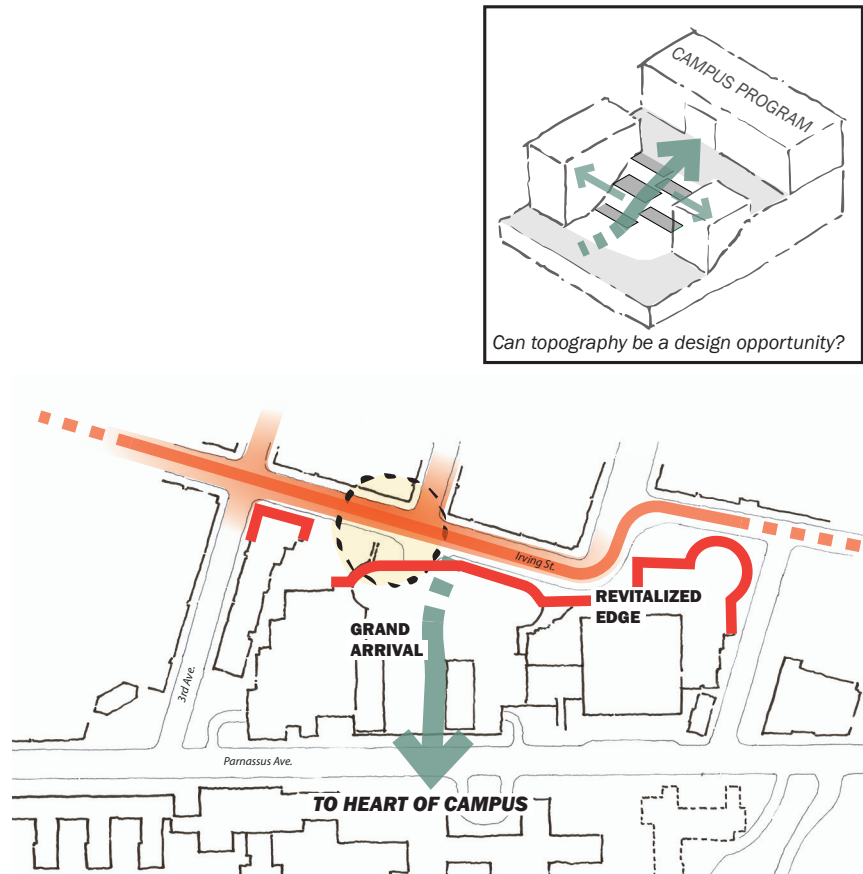 CAMPUS PROGRAM
Can topography be a design opportunity?
Irving St.
REVITALIZED
EDGE
GRAND
ARRIVAL
3rd Ave.
Parnassus Ave.
TO HEART OF CAMPUS